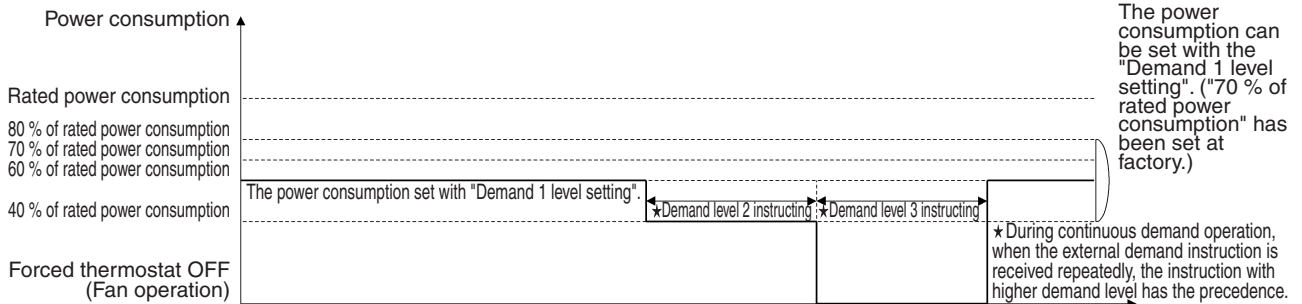 Power consumption
Rated power consumption
80 % of rated power consumption
70 % of rated power consumption
60 % of rated power consumption
40 % of rated power consumption
Forced thermostat OFF
(Fan operation)
The power consumption set with "Demand 1 level setting".
★Demand level 2 instructing
★Demand level 3 instructing
The power
consumption can
be set with the
"Demand 1 level
setting". ("70 % of
rated power
consumption" has
been set at
factory.)
★During continuous demand operation,
when the external demand instruction is
received repeatedly, the instruction with
higher demand level has the precedence.